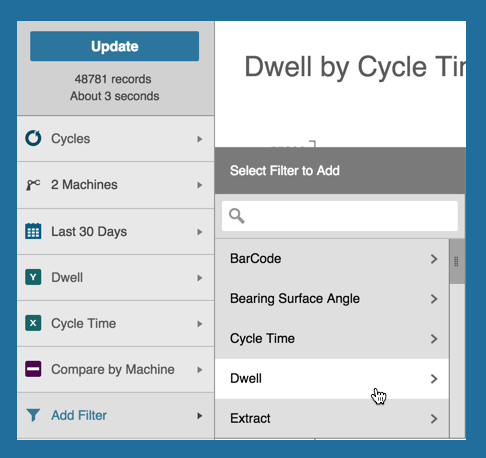 Update
48781 records
About 3 seconds
Cycles
2 Machines
Last 30 Days
Y
Dwell
X
Cycle Time
Compare by Machine
Add Filter
Dwell by Cycle
Select Filter to Add
BarCode
Bearing Surface Angle
Cycle Time
Dwell
Extract